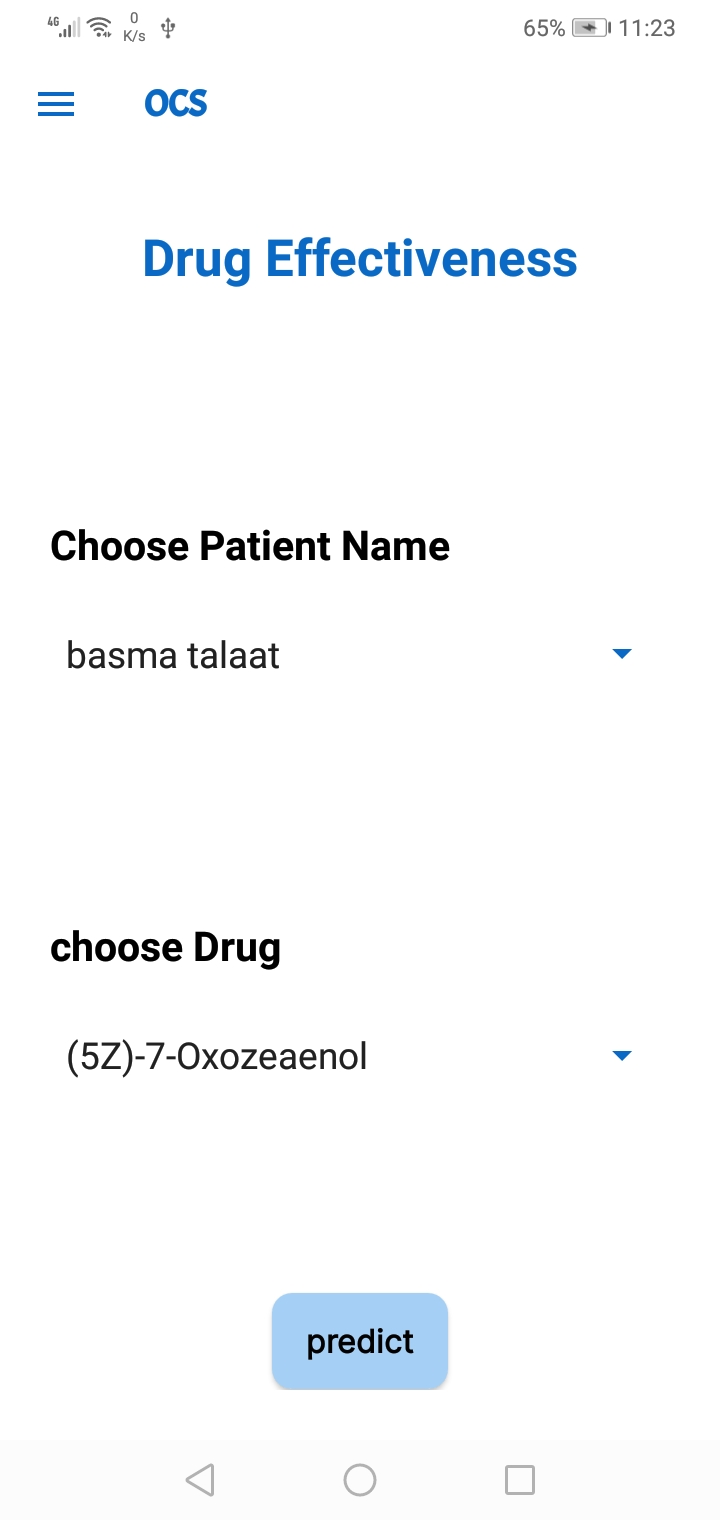 4G 0 K/s 65% 11:23
OCS
Drug Effectiveness
Choose Patient Name
basma talaat
choose Drug
(5Z)-7-Oxozeaenol
predict